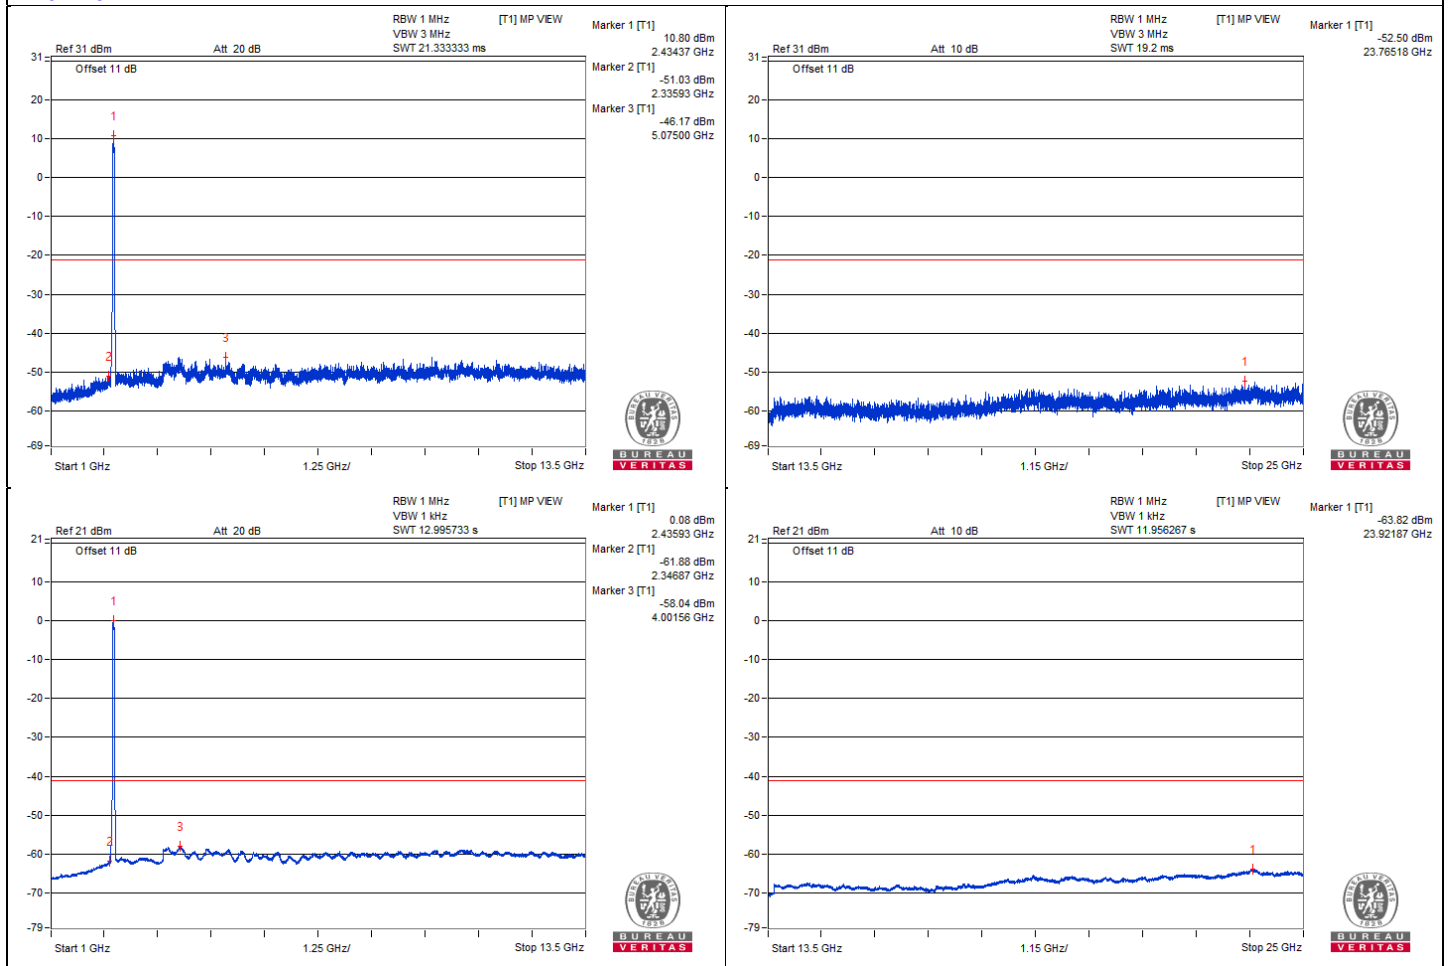 RBW 1 MHz [T1] MP VIEW
VBW 3 MHz
Ref 31 dBm Att 20 dB SWT 21.333333 ms
Offset 11 dB
Marker 1 [T1]
10.80 dBm
2.43437 GHz
Marker 2 [T1]
-51.03 dBm
2.33593 GHz
Marker 3 [T1]
-46.17 dBm
5.07500 GHz
31
20
10
0
-10
-20
-30
-40
-50
-60
-69
1
2
3
Start 1 GHz 1.25 GHz/ Stop 13.5 GHz
BUREAU VERITAS
1828
BUREAU
VERITAS
RBW 1 MHz [T1] MP VIEW
VBW 3 MHz
Ref 31 dBm Att 10 dB SWT 19.2 ms
Offset 11 dB
Marker 1 [T1]
-52.50 dBm
23.76518 GHz
31
20
10
0
-10
-20
-30
-40
-50
-60
-69
1
Start 13.5 GHz 1.15 GHz/ Stop 25 GHz
BUREAU VERITAS
1828
BUREAU
VERITAS
RBW 1 MHz [T1] MP VIEW
VBW 1 kHz
Ref 21 dBm Att 20 dB SWT 12.995733 s
Offset 11 dB
Marker 1 [T1]
0.08 dBm
2.43593 GHz
Marker 2 [T1]
-61.88 dBm
2.34687 GHz
Marker 3 [T1]
-58.04 dBm
4.00156 GHz
21
10
0
-10
-20
-30
-40
-50
-60
-70
-79
1
2
3
Start 1 GHz 1.25 GHz/ Stop 13.5 GHz
BUREAU VERITAS
1828
BUREAU
VERITAS
RBW 1 MHz [T1] MP VIEW
VBW 1 kHz
Ref 21 dBm Att 10 dB SWT 11.956267 s
Offset 11 dB
Marker 1 [T1]
-63.82 dBm
23.92187 GHz
21
10
0
-10
-20
-30
-40
-50
-60
-70
-79
1
Start 13.5 GHz 1.15 GHz/ Stop 25 GHz
BUREAU VERITAS
1828
BUREAU
VERITAS